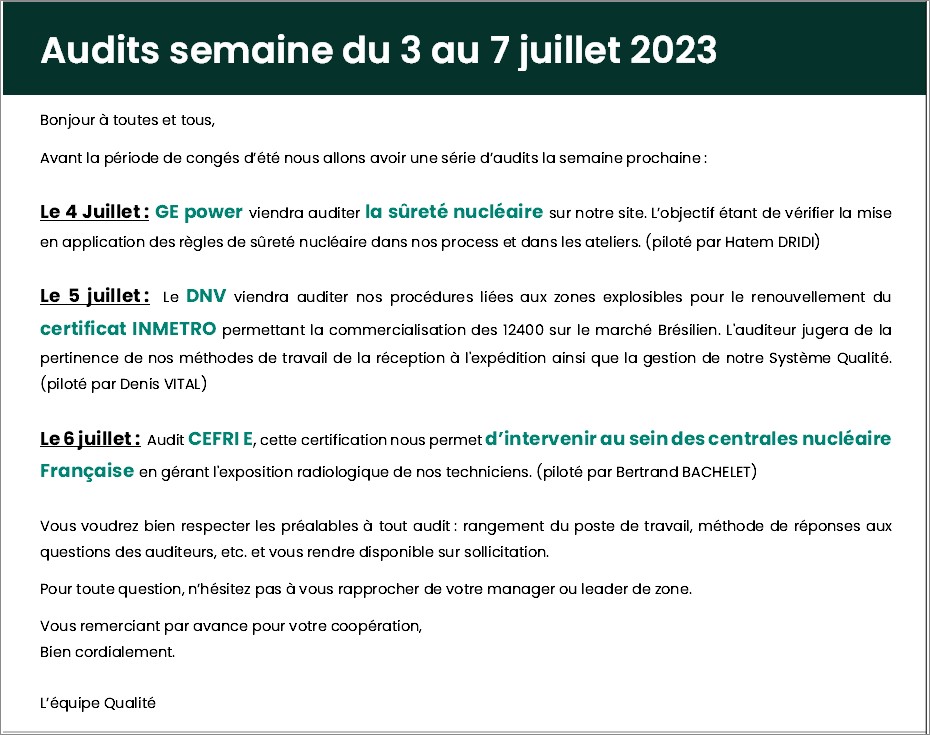 Audits semaine du 3 au 7 juillet 2023
Bonjour à toutes et tous,
Avant la période de congés d’été nous allons avoir une série d’audits la semaine prochaine :
Le 4 Juillet : GE power viendra auditer la sûreté nucléaire sur notre site. L’objectif étant de vérifier la mise
en application des règles de sûreté nucléaire dans nos process et dans les ateliers. (piloté par Hatem DRIDI)
Le 5 juillet : Le DNV viendra auditer nos procédures liées aux zones explosibles pour le renouvellement du
certificat INMETRO permettant la commercialisation des 12400 sur le marché Brésilien. L'auditeur jugera de la
pertinence de nos méthodes de travail de la réception à l'expédition ainsi que la gestion de notre Système Qualité.
(piloté par Denis VITAL)
Le 6 juillet : Audit CEFRI E, cette certification nous permet d’intervenir au sein des centrales nucléaire
Française en gérant l'exposition radiologique de nos techniciens. (piloté par Bertrand BACHELET)
Vous voudrez bien respecter les préalables à tout audit : rangement du poste de travail, méthode de réponses aux
questions des auditeurs, etc. et vous rendre disponible sur sollicitation.
Pour toute question, n’hésitez pas à vous rapprocher de votre manager ou leader de zone.
Vous remerciant par avance pour votre coopération,
Bien cordialement.
L’équipe Qualité